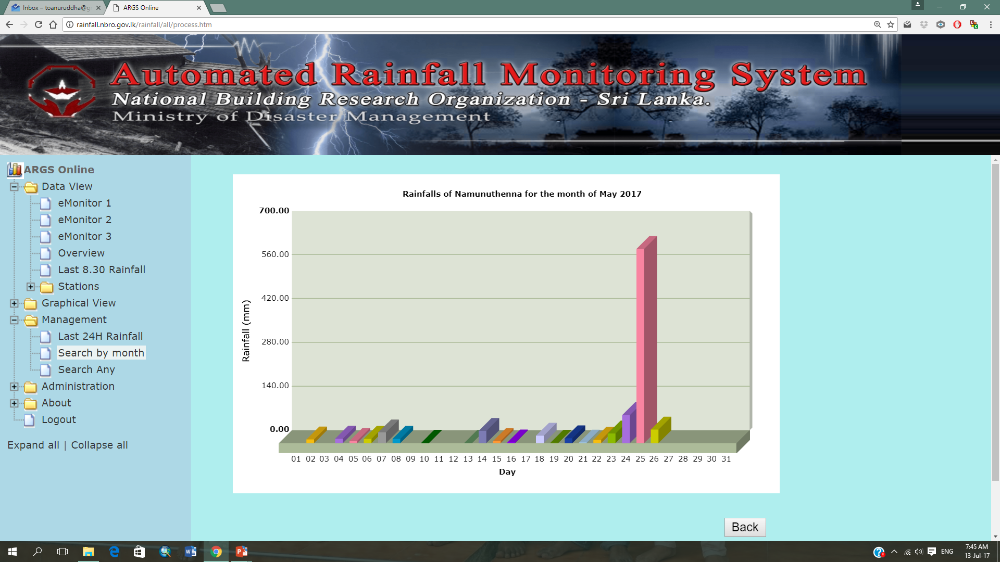 Inbox – toanuruddha@g
ARGS Online
rainfall.nbro.gov.lk/rainfall/all/process.htm
Automated Rainfall Monitoring System
National Building Research Organization - Sri Lanka.
Ministry of Disaster Management
ARGS Online
Data View
eMonitor 1
eMonitor 2
eMonitor 3
Overview
Last 8.30 Rainfall
Stations
Graphical View
Management
Last 24H Rainfall
Search by month
Search Any
Administration
About
Logout
Expand all | Collapse all
Rainfalls of Namunuthenna for the month of May 2017
700.00
560.00
420.00
280.00
140.00
0.00
Rainfall (mm)
01 02 03 04 05 06 07 08 09 10 11 12 13 14 15 16 17 18 19 20 21 22 23 24 25 26 27 28 29 30 31
Day
Back
ENG
7:45 AM
13-Jul-17